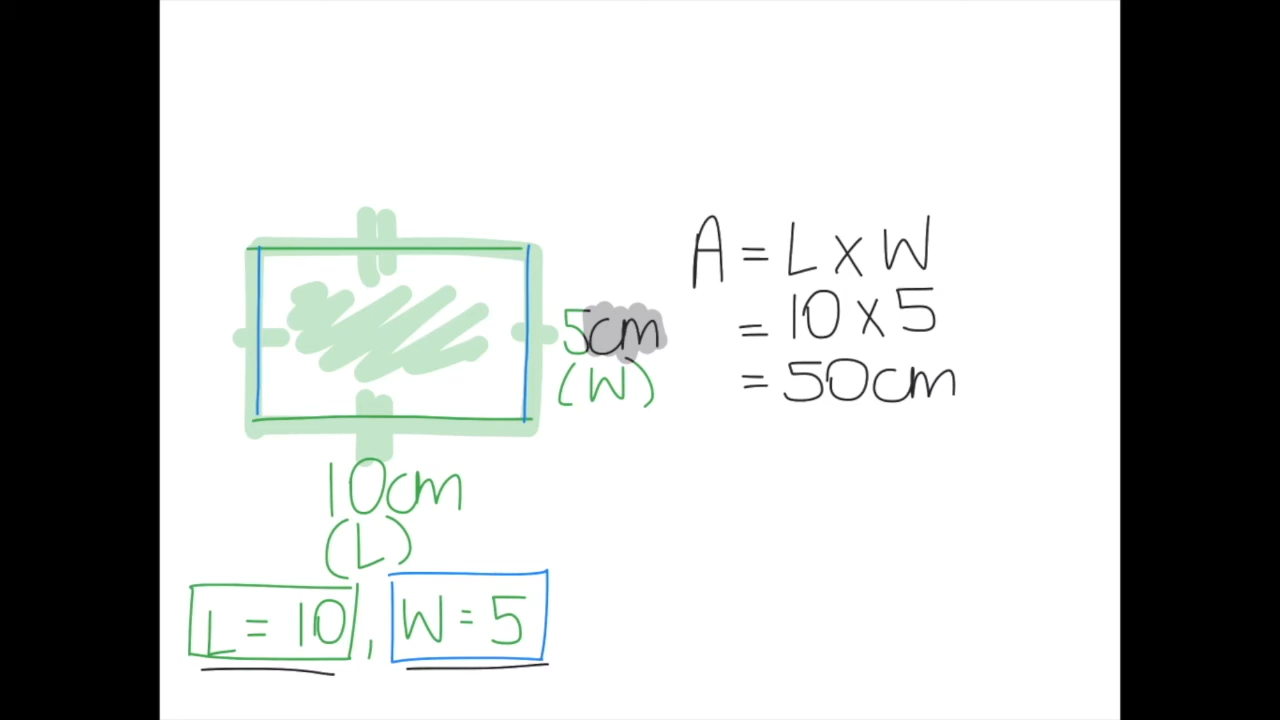 5cm
(W)
10cm
(L)
L = 10, W = 5
A = L x W
= 10 x 5
= 50cm